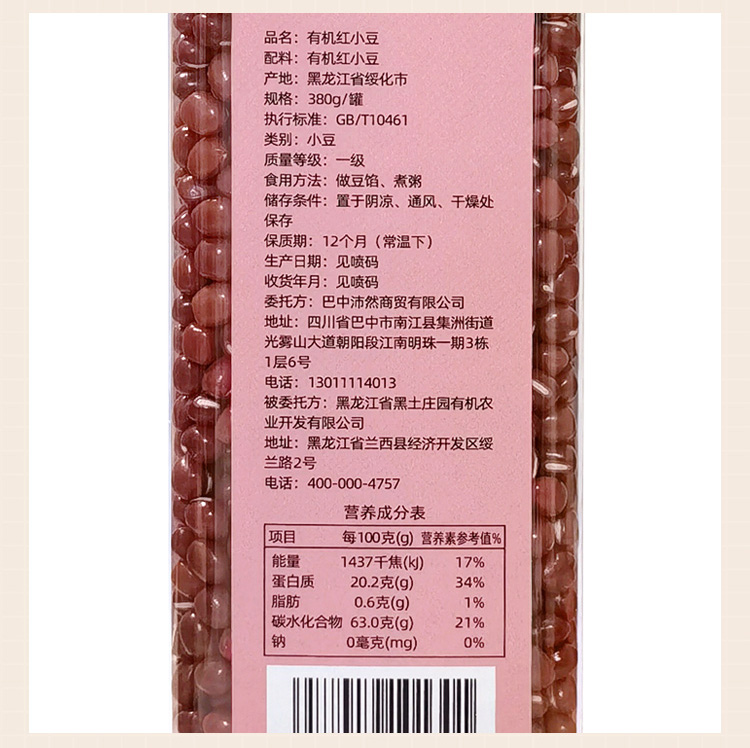 品名：有机红小豆
配料：有机红小豆
产地：黑龙江省绥化市
规格：380g/罐
执行标准：GB/T10461
类别：小豆
质量等级：一级
食用方法：做豆馅、煮粥
储存条件：置于阴凉、通风、干燥处
保存
保质期：12个月（常温下）
生产日期：见喷码
收货年月：见喷码
委托方：巴中沛然商贸有限公司
地址：四川省巴中市南江县集洲街道
光雾山大道朝阳段江南明珠一期3栋
1层6号
电话：13011114013
被委托方：黑龙江省黑土庄园有机农
业开发有限公司
地址：黑龙江省兰西县经济开发区绥
兰路2号
电话：400-000-4757
营养成分表
项目 每100克(g) 营养素参考值%
能量 1437千焦(kJ) 17%
蛋白质 20.2克(g) 34%
脂肪 0.6克(g) 1%
碳水化合物 63.0克(g) 21%
钠 0毫克(mg) 0%